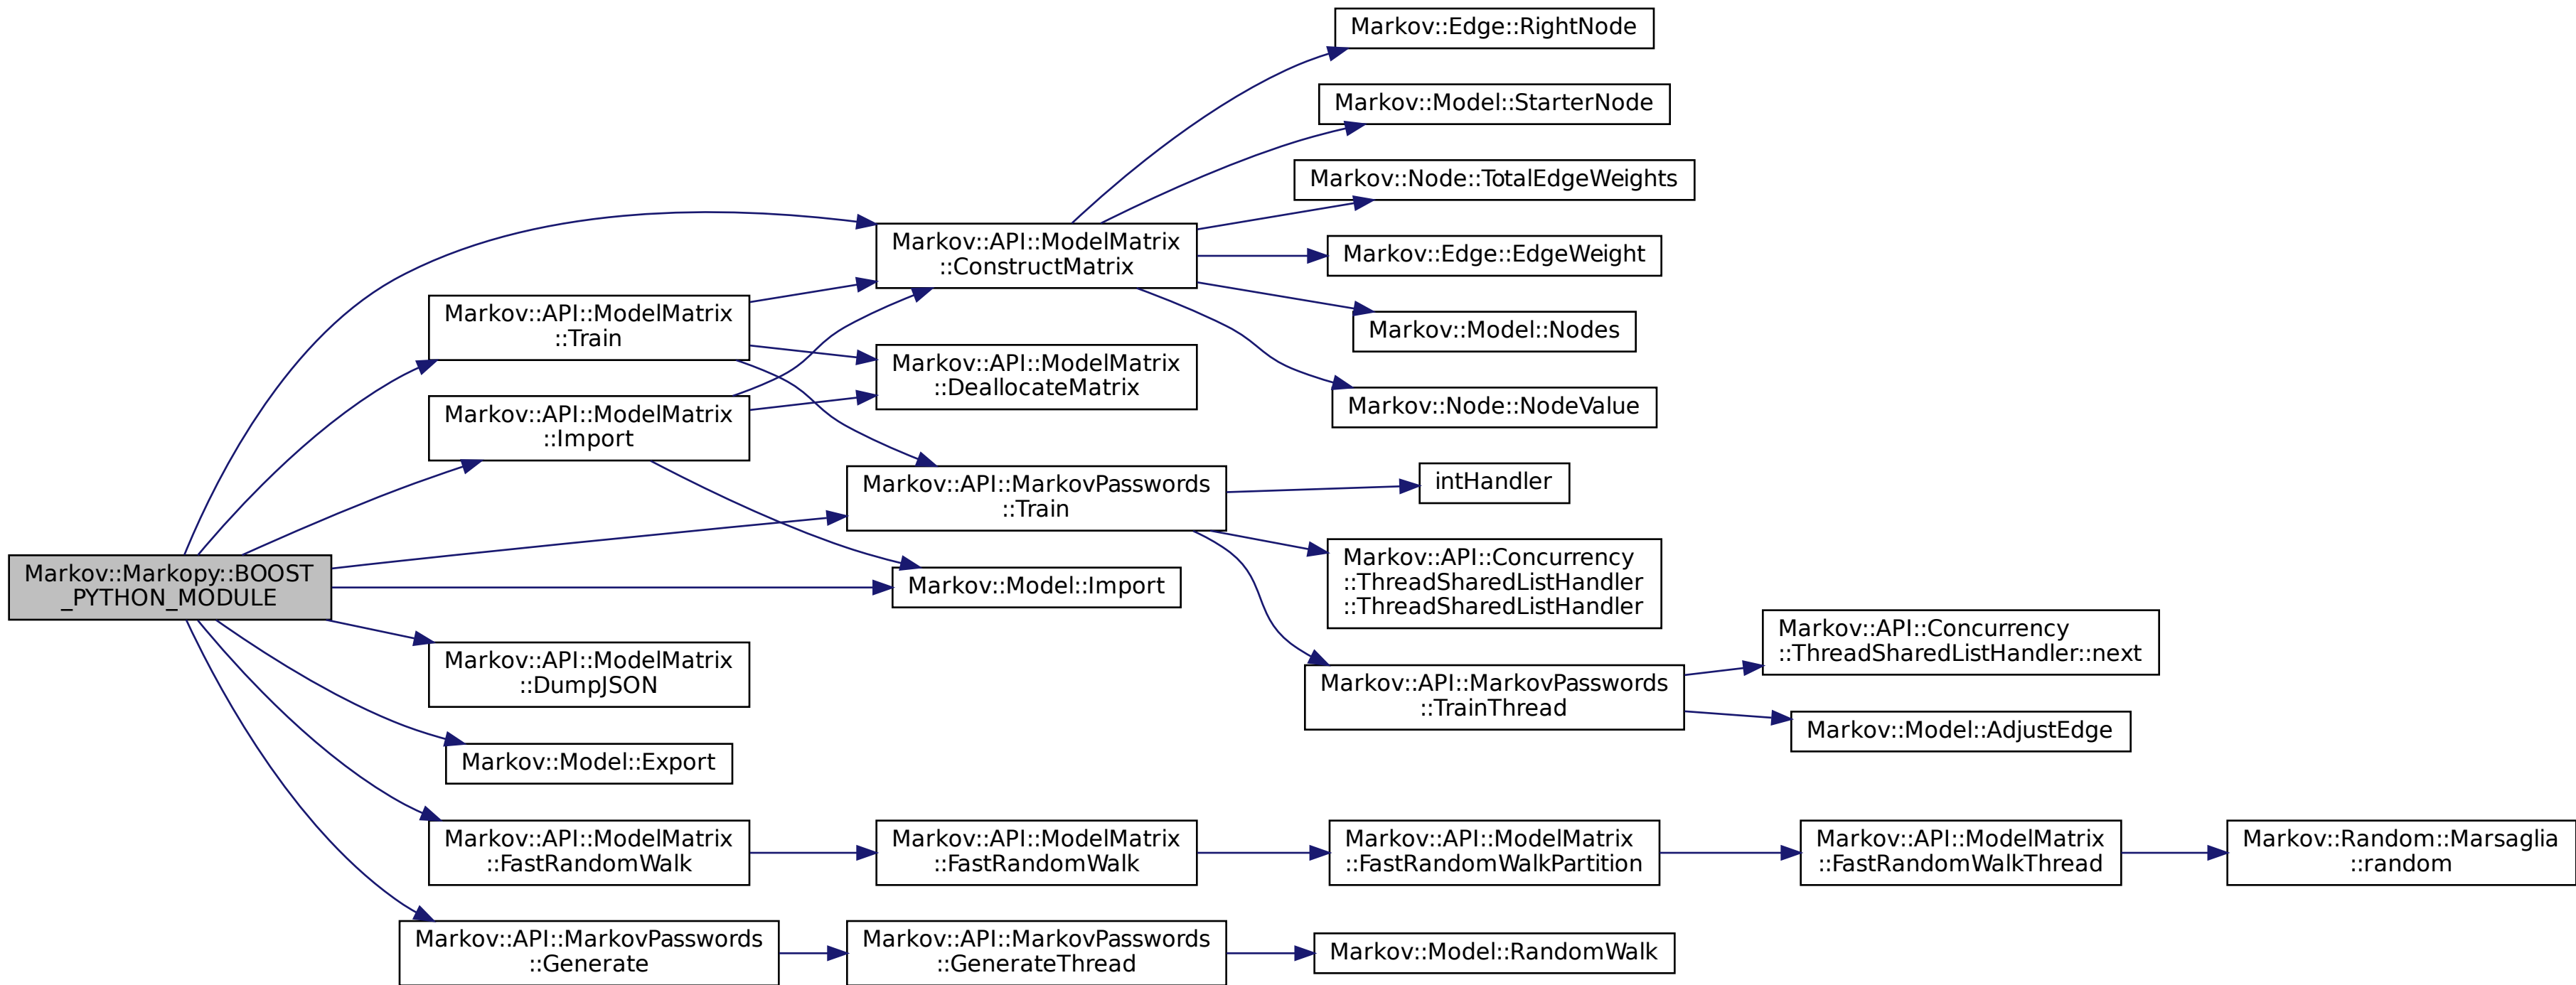 Markov::Markopy::BOOST
_PYTHON_MODULE
Markov::API::ModelMatrix
::Train
Markov::API::ModelMatrix
::Import
Markov::API::ModelMatrix
::DumpJSON
Markov::Model::Export
Markov::API::ModelMatrix
::FastRandomWalk
Markov::API::MarkovPasswords
::Generate
Markov::API::ModelMatrix
::ConstructMatrix
Markov::API::ModelMatrix
::DeallocateMatrix
Markov::API::MarkovPasswords
::Train
Markov::Model::Import
Markov::API::ModelMatrix
::FastRandomWalk
Markov::API::MarkovPasswords
::GenerateThread
Markov::Edge::RightNode
Markov::Model::StarterNode
Markov::Node::TotalEdgeWeights
Markov::Edge::EdgeWeight
Markov::Model::Nodes
Markov::Node::NodeValue
intHandler
Markov::API::Concurrency
::ThreadSharedListHandler
::ThreadSharedListHandler
Markov::API::MarkovPasswords
::TrainThread
Markov::API::ModelMatrix
::FastRandomWalkPartition
Markov::Model::RandomWalk
Markov::API::Concurrency
::ThreadSharedListHandler::next
Markov::Model::AdjustEdge
Markov::API::ModelMatrix
::FastRandomWalkThread
Markov::Random::Marsaglia
::random